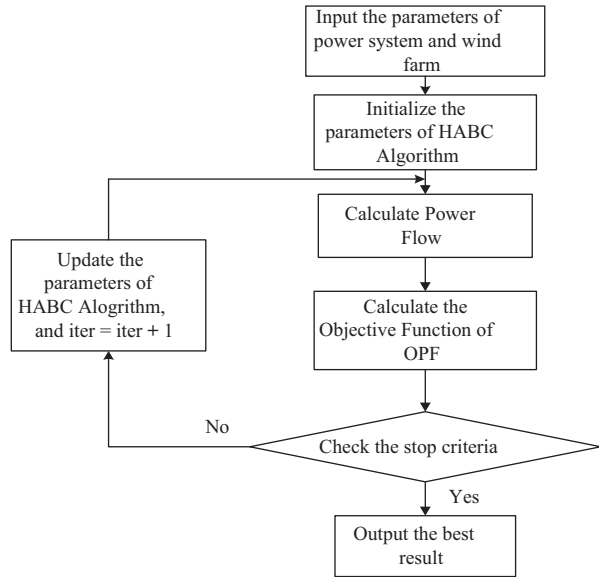 Input the parameters of
power system and wind
farm
Initialize the
parameters of HABC
Algorithm
Calculate Power
Flow
Update the
parameters of
HABC Alogrithm,
and iter = iter + 1
Calculate the
Objective Function of
OPF
No
Check the stop criteria
Yes
Output the best
result